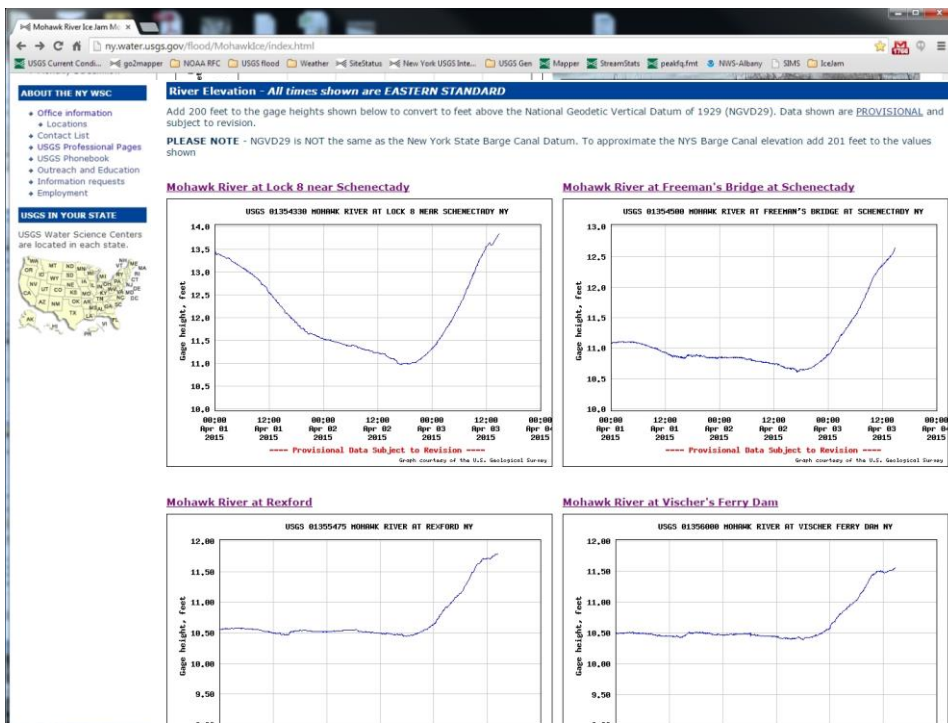 Mohawk River Ice Jam Mo
ny.water.usgs.gov/flood/MohawkIce/index.html
USGS Current Condi... go2mapper NOAA RFC USGS flood Weather SiteStatus New York USGS Inte... USGS Gen Mapper StreamStats peakfq.fmt NWS-Albany SIMS IceJam
ABOUT THE NY WSC
Office information
Locations
Contact List
USGS Professional Pages
USGS Phonebook
Outreach and Education
Information requests
Employment
USGS IN YOUR STATE
USGS Water Science Centers
are located in each state.
River Elevation - All times shown are EASTERN STANDARD
Add 200 feet to the gage heights shown below to convert to feet above the National Geodetic Vertical Datum of 1929 (NGVD29). Data shown are PROVISIONAL and
subject to revision.
PLEASE NOTE - NGVD29 is NOT the same as the New York State Barge Canal Datum. To approximate the NYS Barge Canal elevation add 201 feet to the values
shown
Mohawk River at Lock 8 near Schenectady
USGS 01354330 MOHAWK RIVER AT LOCK 8 NEAR SCHENECTADY NY
Gage height, feet
14.0
13.5
13.0
12.5
12.0
11.5
11.0
10.5
10.0
00:00 12:00 00:00 12:00 00:00 12:00 00:00
Apr 01 Apr 01 Apr 02 Apr 02 Apr 03 Apr 03 Apr 04
2015 2015 2015 2015 2015 2015 2015
---- Provisional Data Subject to Revision ----
Graph courtesy of the U.S. Geological Survey
Mohawk River at Freeman's Bridge at Schenectady
USGS 01354500 MOHAWK RIVER AT FREEMAN'S BRIDGE AT SCHENECTADY NY
Gage height, feet
13.0
12.5
12.0
11.5
11.0
10.5
10.0
00:00 12:00 00:00 12:00 00:00 12:00 00:00
Apr 01 Apr 01 Apr 02 Apr 02 Apr 03 Apr 03 Apr 0
2015 2015 2015 2015 2015 2015 2015
---- Provisional Data Subject to Revision ----
Graph courtesy of the U.S. Geological Survey
Mohawk River at Rexford
USGS 01355475 MOHAWK RIVER AT REXFORD NY
Gage height, feet
12.00
11.50
11.00
10.50
10.00
9.50
Mohawk River at Vischer's Ferry Dam
USGS 01356000 MOHAWK RIVER AT VISCHER FERRY DAM NY
Gage height, feet
12.00
11.50
11.00
10.50
10.00
9.50